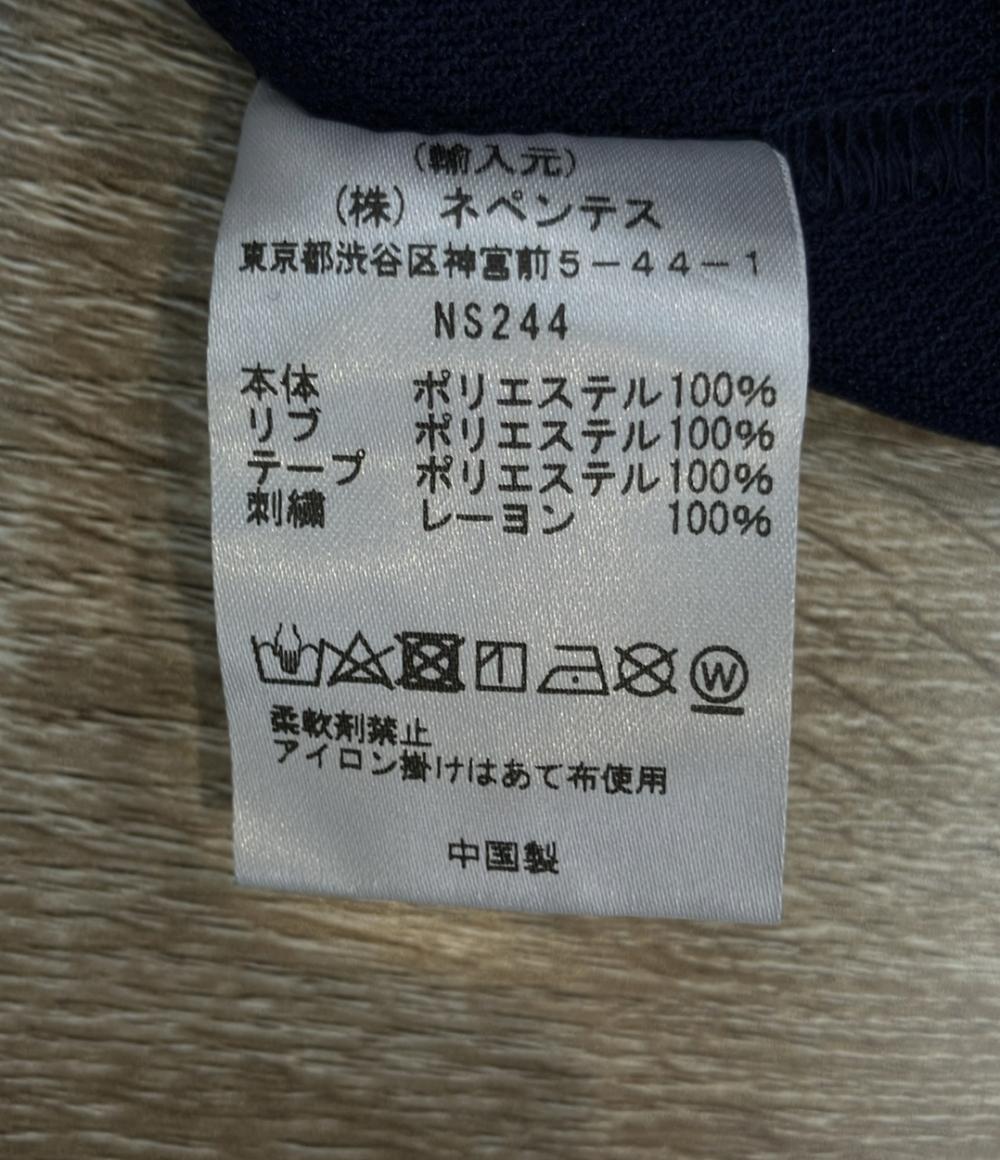 (輸入元)
(株) ネペンテス
東京都渋谷区神宮前5-44-1
NS244
本体 ポリエステル100%
リブ ポリエステル100%
テープ ポリエステル100%
刺繍 レーヨン 100%
W
柔軟剤禁止
アイロン掛けはあて布使用
中国製